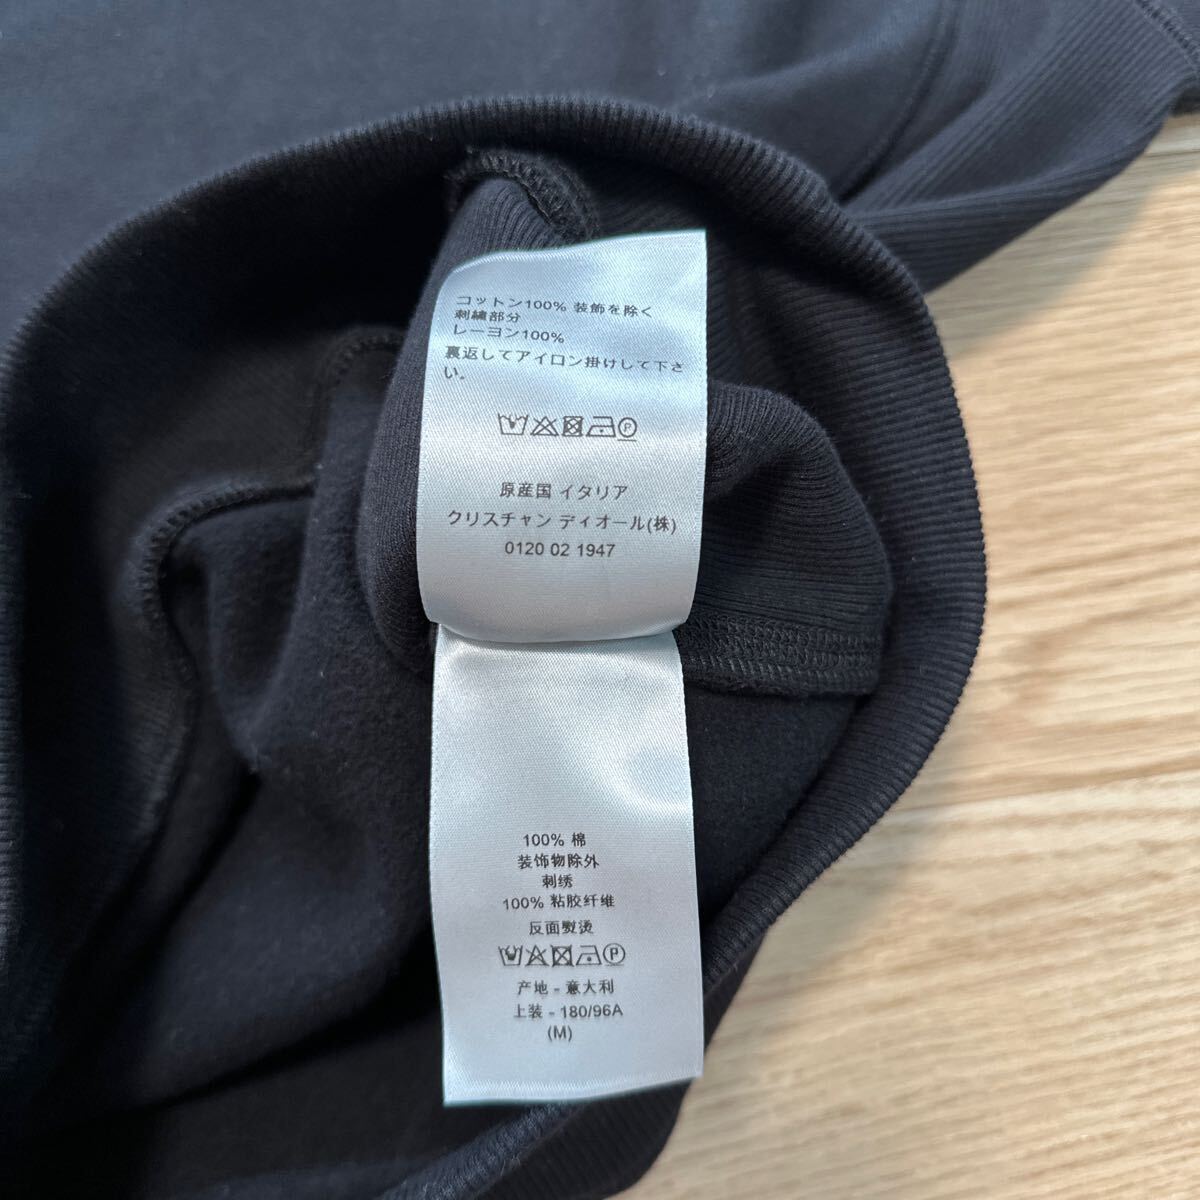 コットン100% 装飾を除く
刺繍部分
レーヨン100%
裏返してアイロン掛けして下さ
い。
P
原産国 イタリア
クリスチャン ディオール(株)
0120 02 1947
100% 棉
装饰物除外
刺绣
100% 粘胶纤维
反面熨烫
P
产地 - 意大利
上装 - 180/96A
(M)